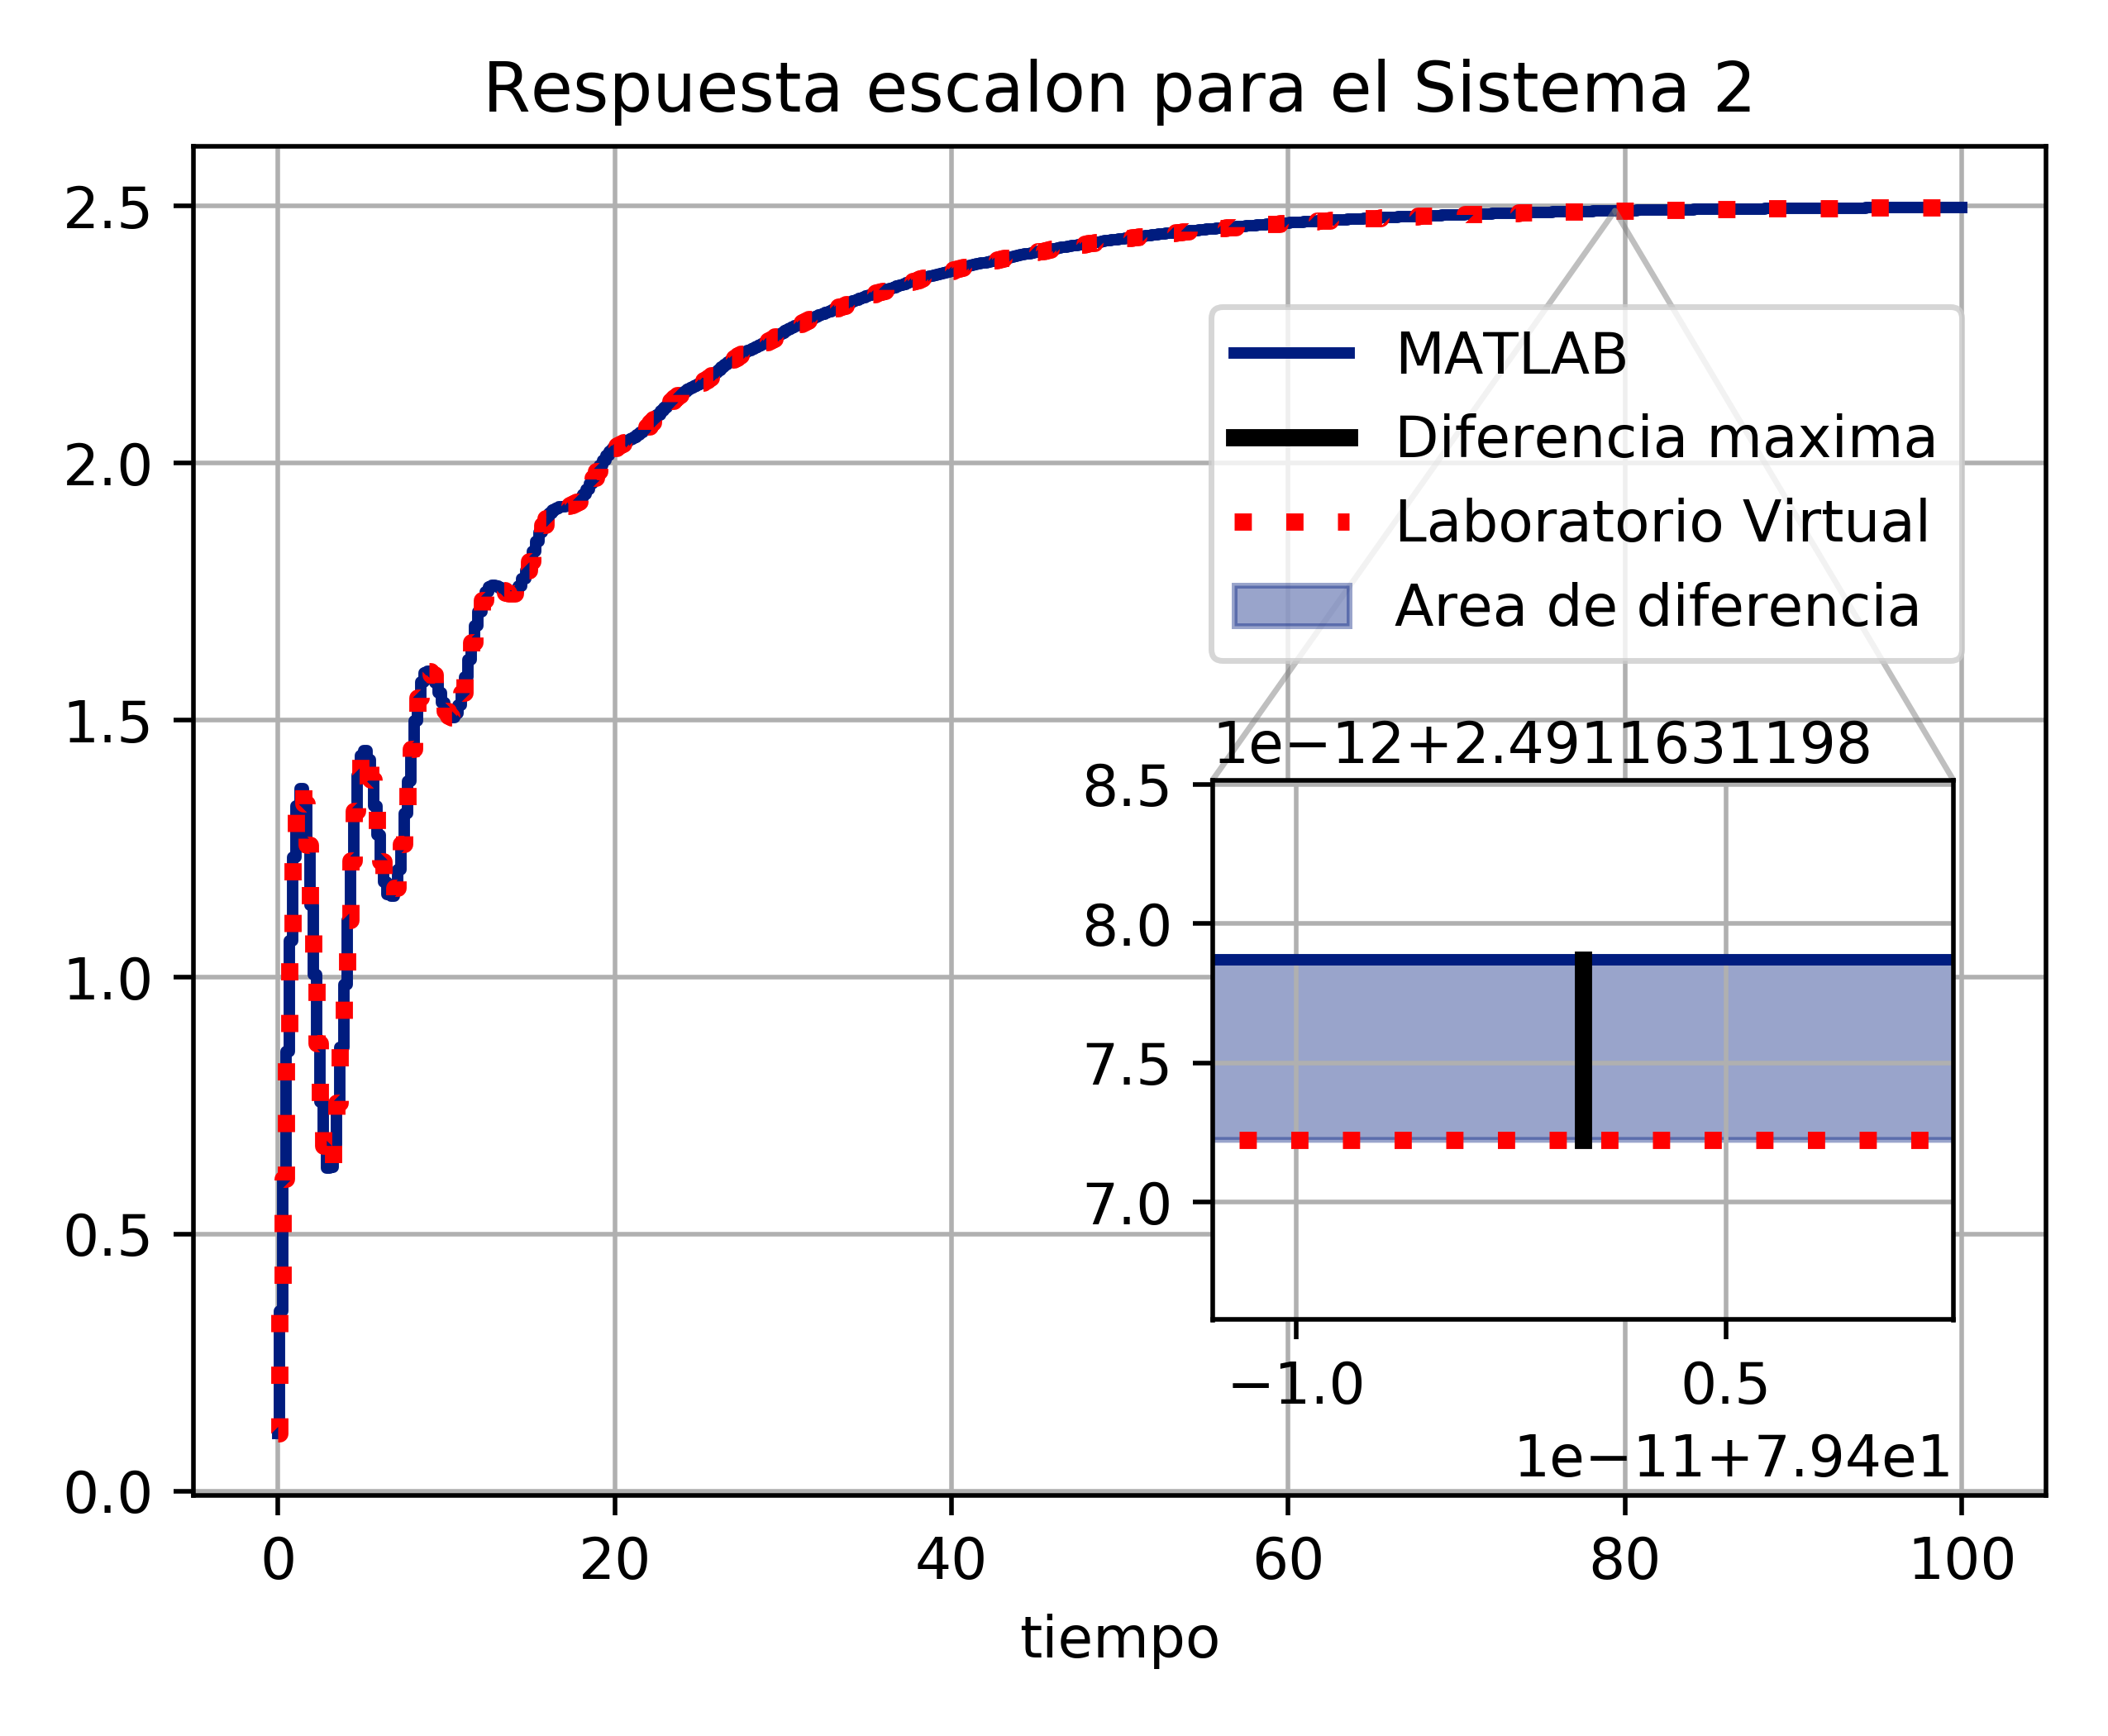 Respuesta escalon para el Sistema 2
2.5
2.0
1.5
1.0
0.5
0.0
MATLAB
Diferencia maxima
Laboratorio Virtual
Area de diferencia
1e−12+2.4911631198
8.5
8.0
7.5
7.0
−1.0 0.5
1e−11+7.94e1
0 20 40 60 80 100
tiempo